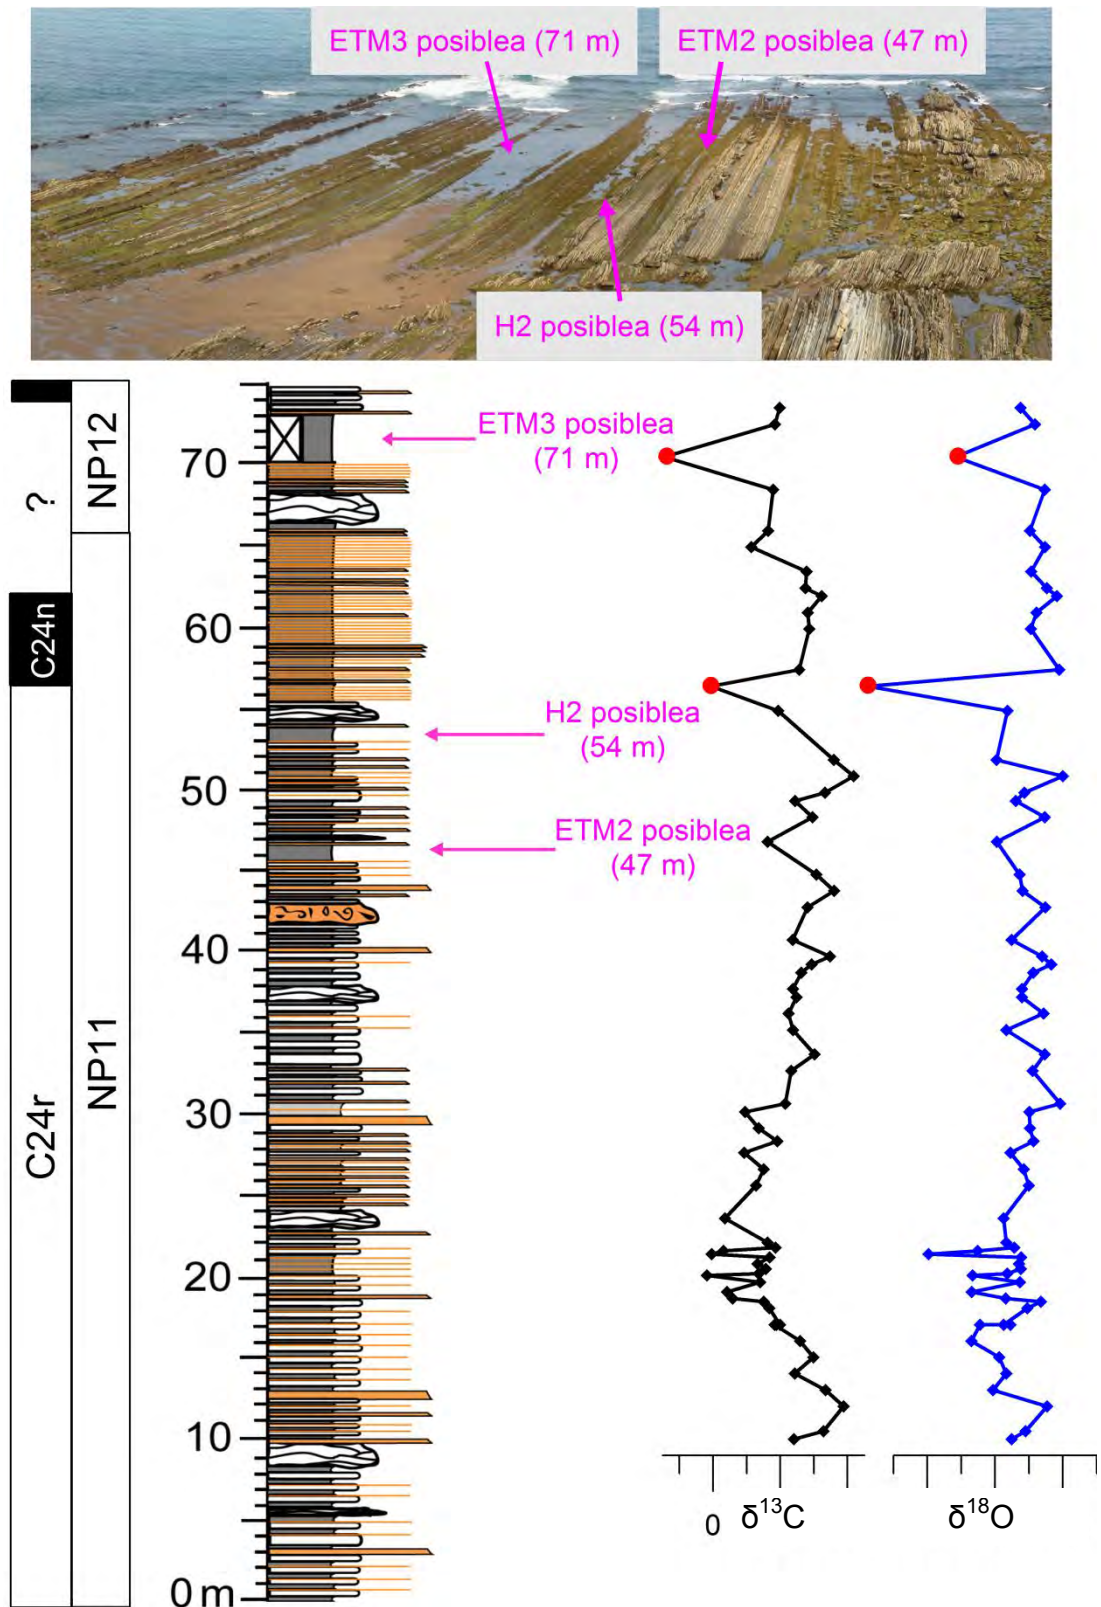 ETM3 posiblea (71 m)
ETM2 posiblea (47 m)
H2 posiblea (54 m)
?
C24n
C24r
NP12
NP11
70
60
50
40
30
20
10
0 m
ETM3 posiblea
(71 m)
H2 posiblea
(54 m)
ETM2 posiblea
(47 m)
0
δ¹³C
δ¹⁸O